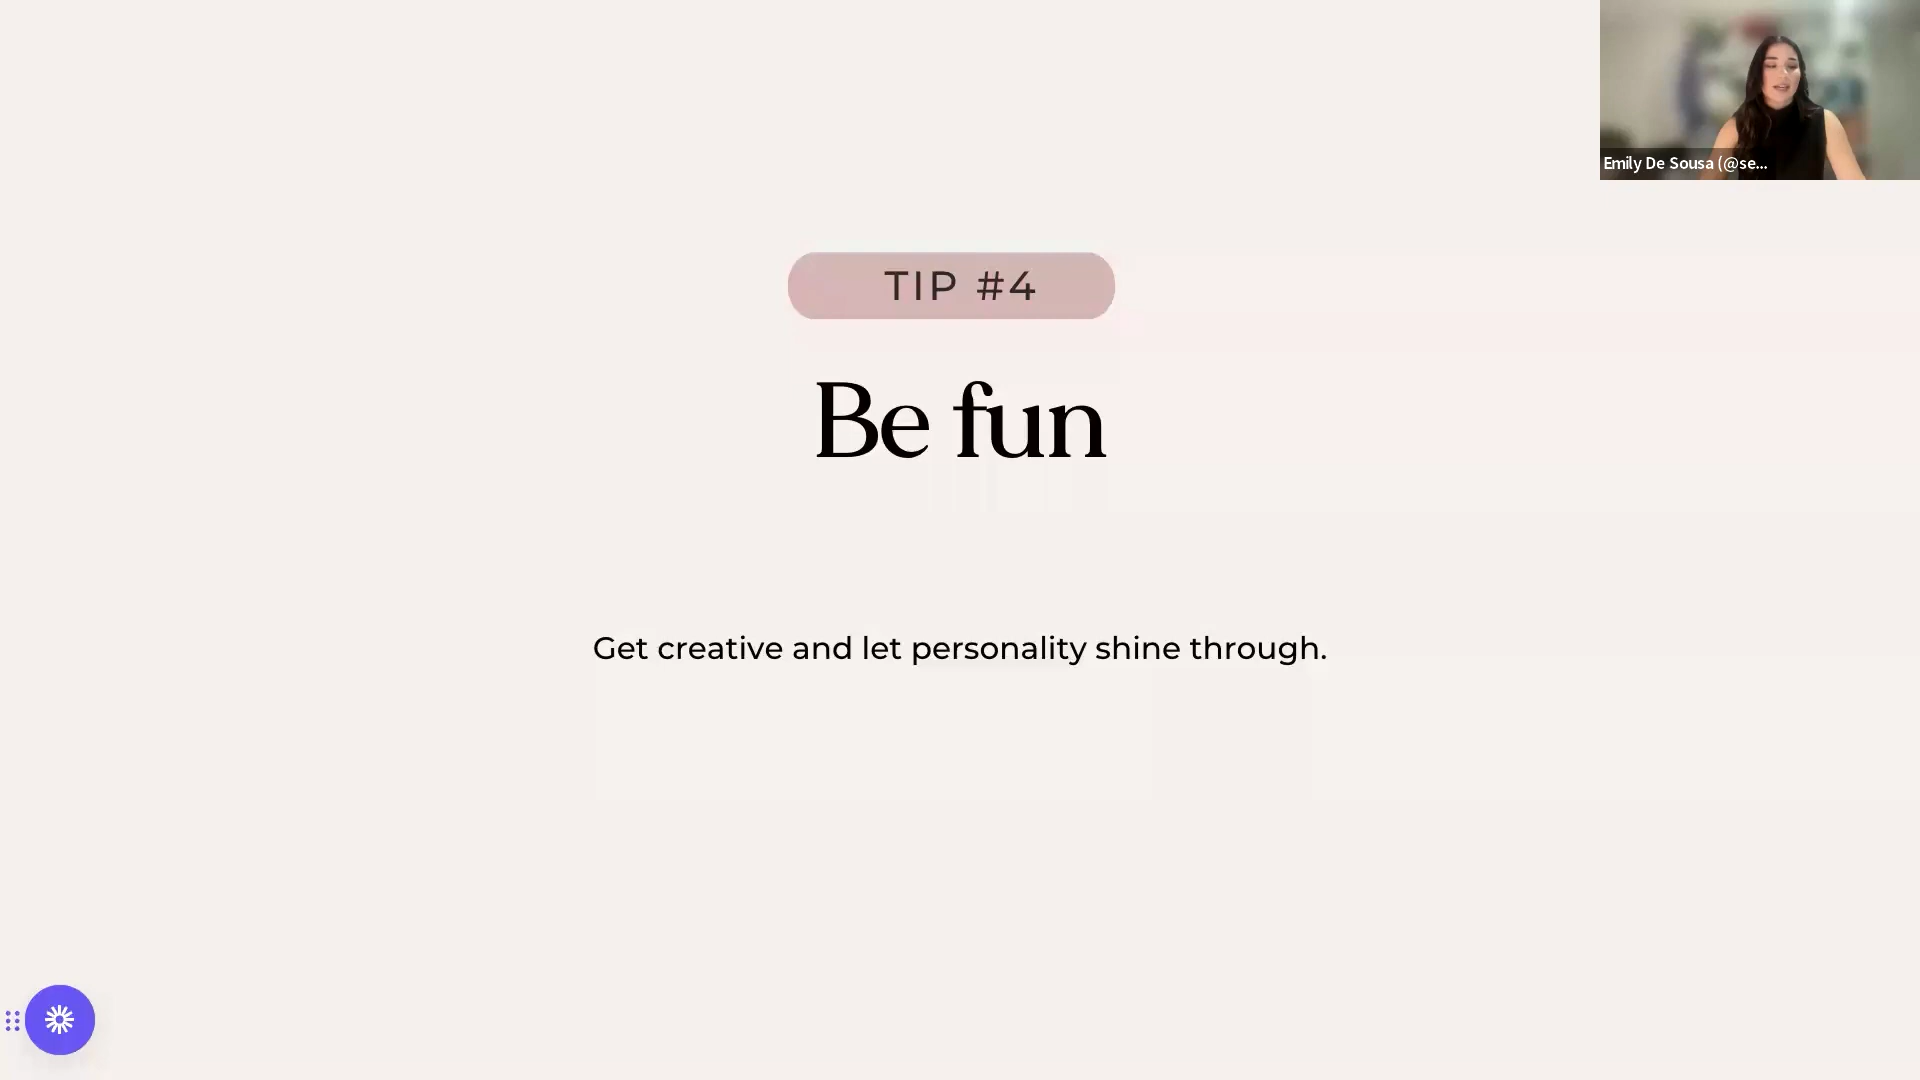 Emily De Sousa (@se...
TIP #4
Be fun
Get creative and let personality shine through.